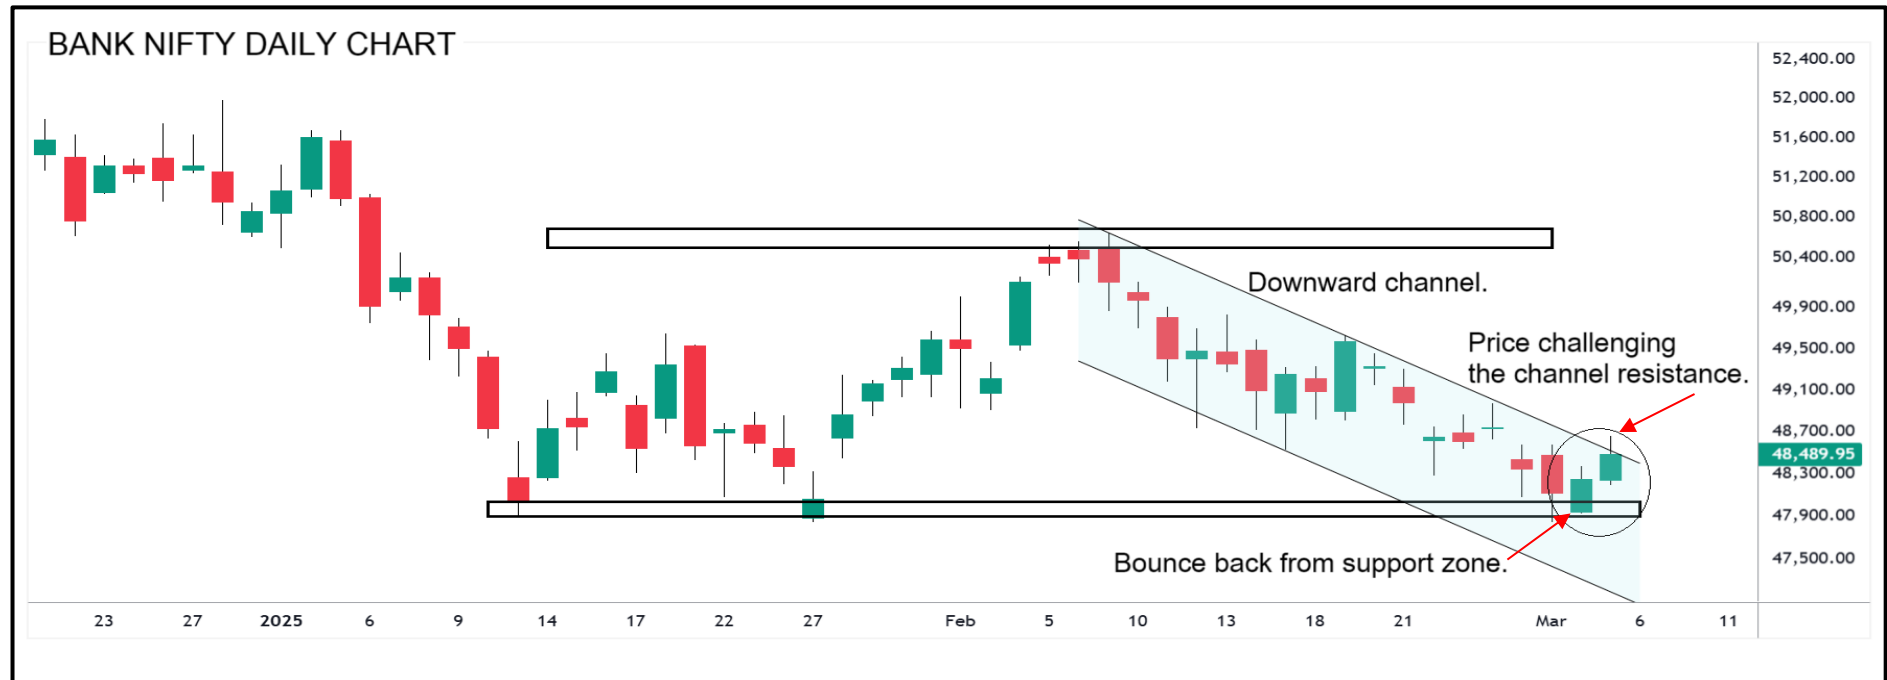 BANK NIFTY DAILY CHART
52,400.00
52,000.00
51,600.00
51,200.00
50,800.00
50,400.00
49,900.00
49,500.00
49,100.00
48,700.00
48,489.95
48,300.00
47,900.00
47,500.00
Downward channel.
Price challenging
the channel resistance.
Bounce back from support zone.
23 27 2025 6 9 14 17 22 27 Feb 5 10 13 18 21 Mar 6 11